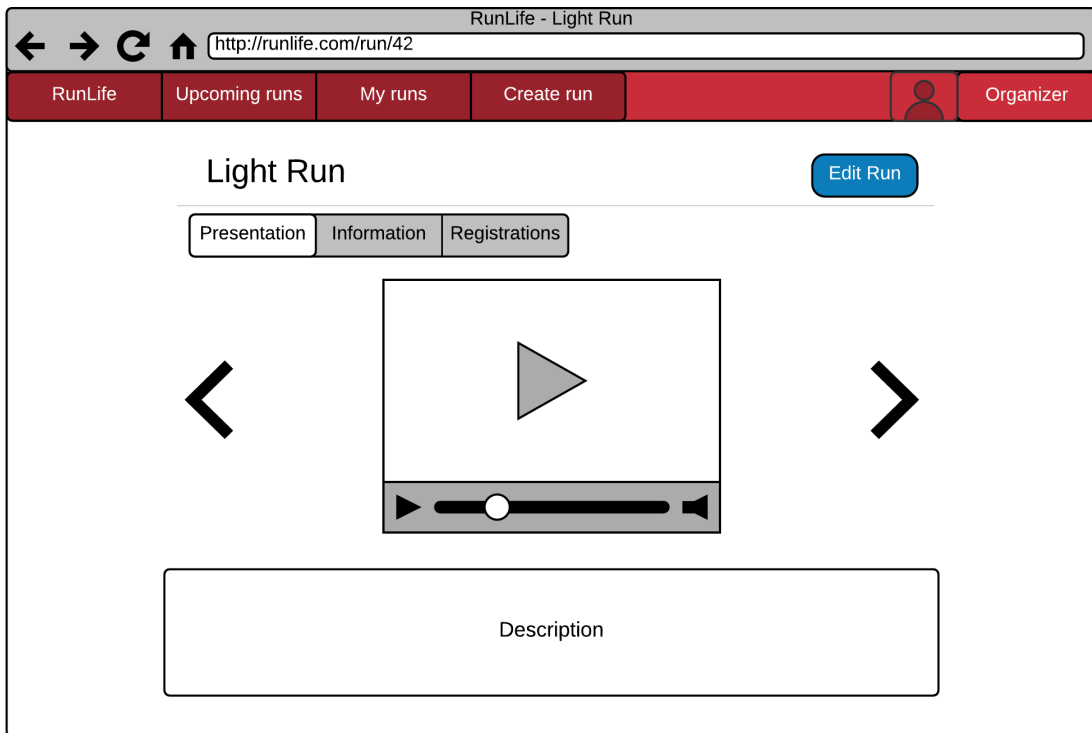 RunLife - Light Run
http://runlife.com/run/42
RunLife Upcoming runs My runs Create run Organizer
Light Run Edit Run
Presentation Information Registrations
Description